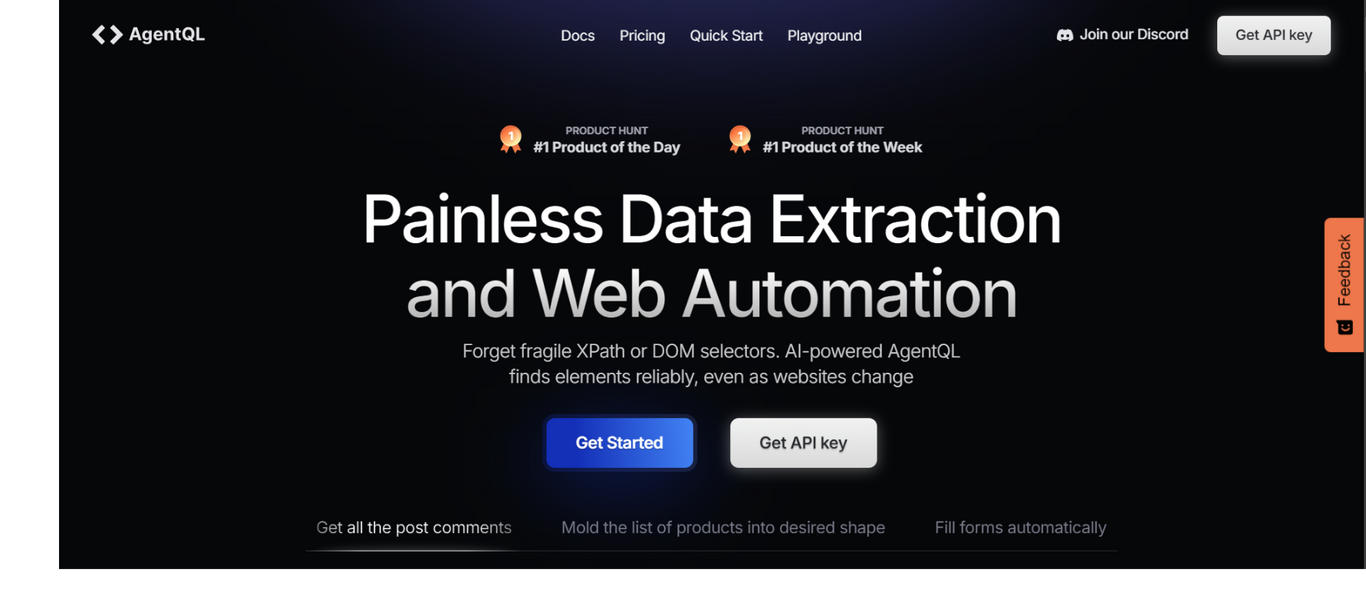 AgentQL
Docs
Pricing
Quick Start
Playground
Join our Discord
Get API key
1
PRODUCT HUNT
#1 Product of the Day
1
PRODUCT HUNT
#1 Product of the Week
Painless Data Extraction
and Web Automation
Forget fragile XPath or DOM selectors. AI-powered AgentQL
finds elements reliably, even as websites change
Get Started
Get API key
Get all the post comments
Mold the list of products into desired shape
Fill forms automatically
Feedback